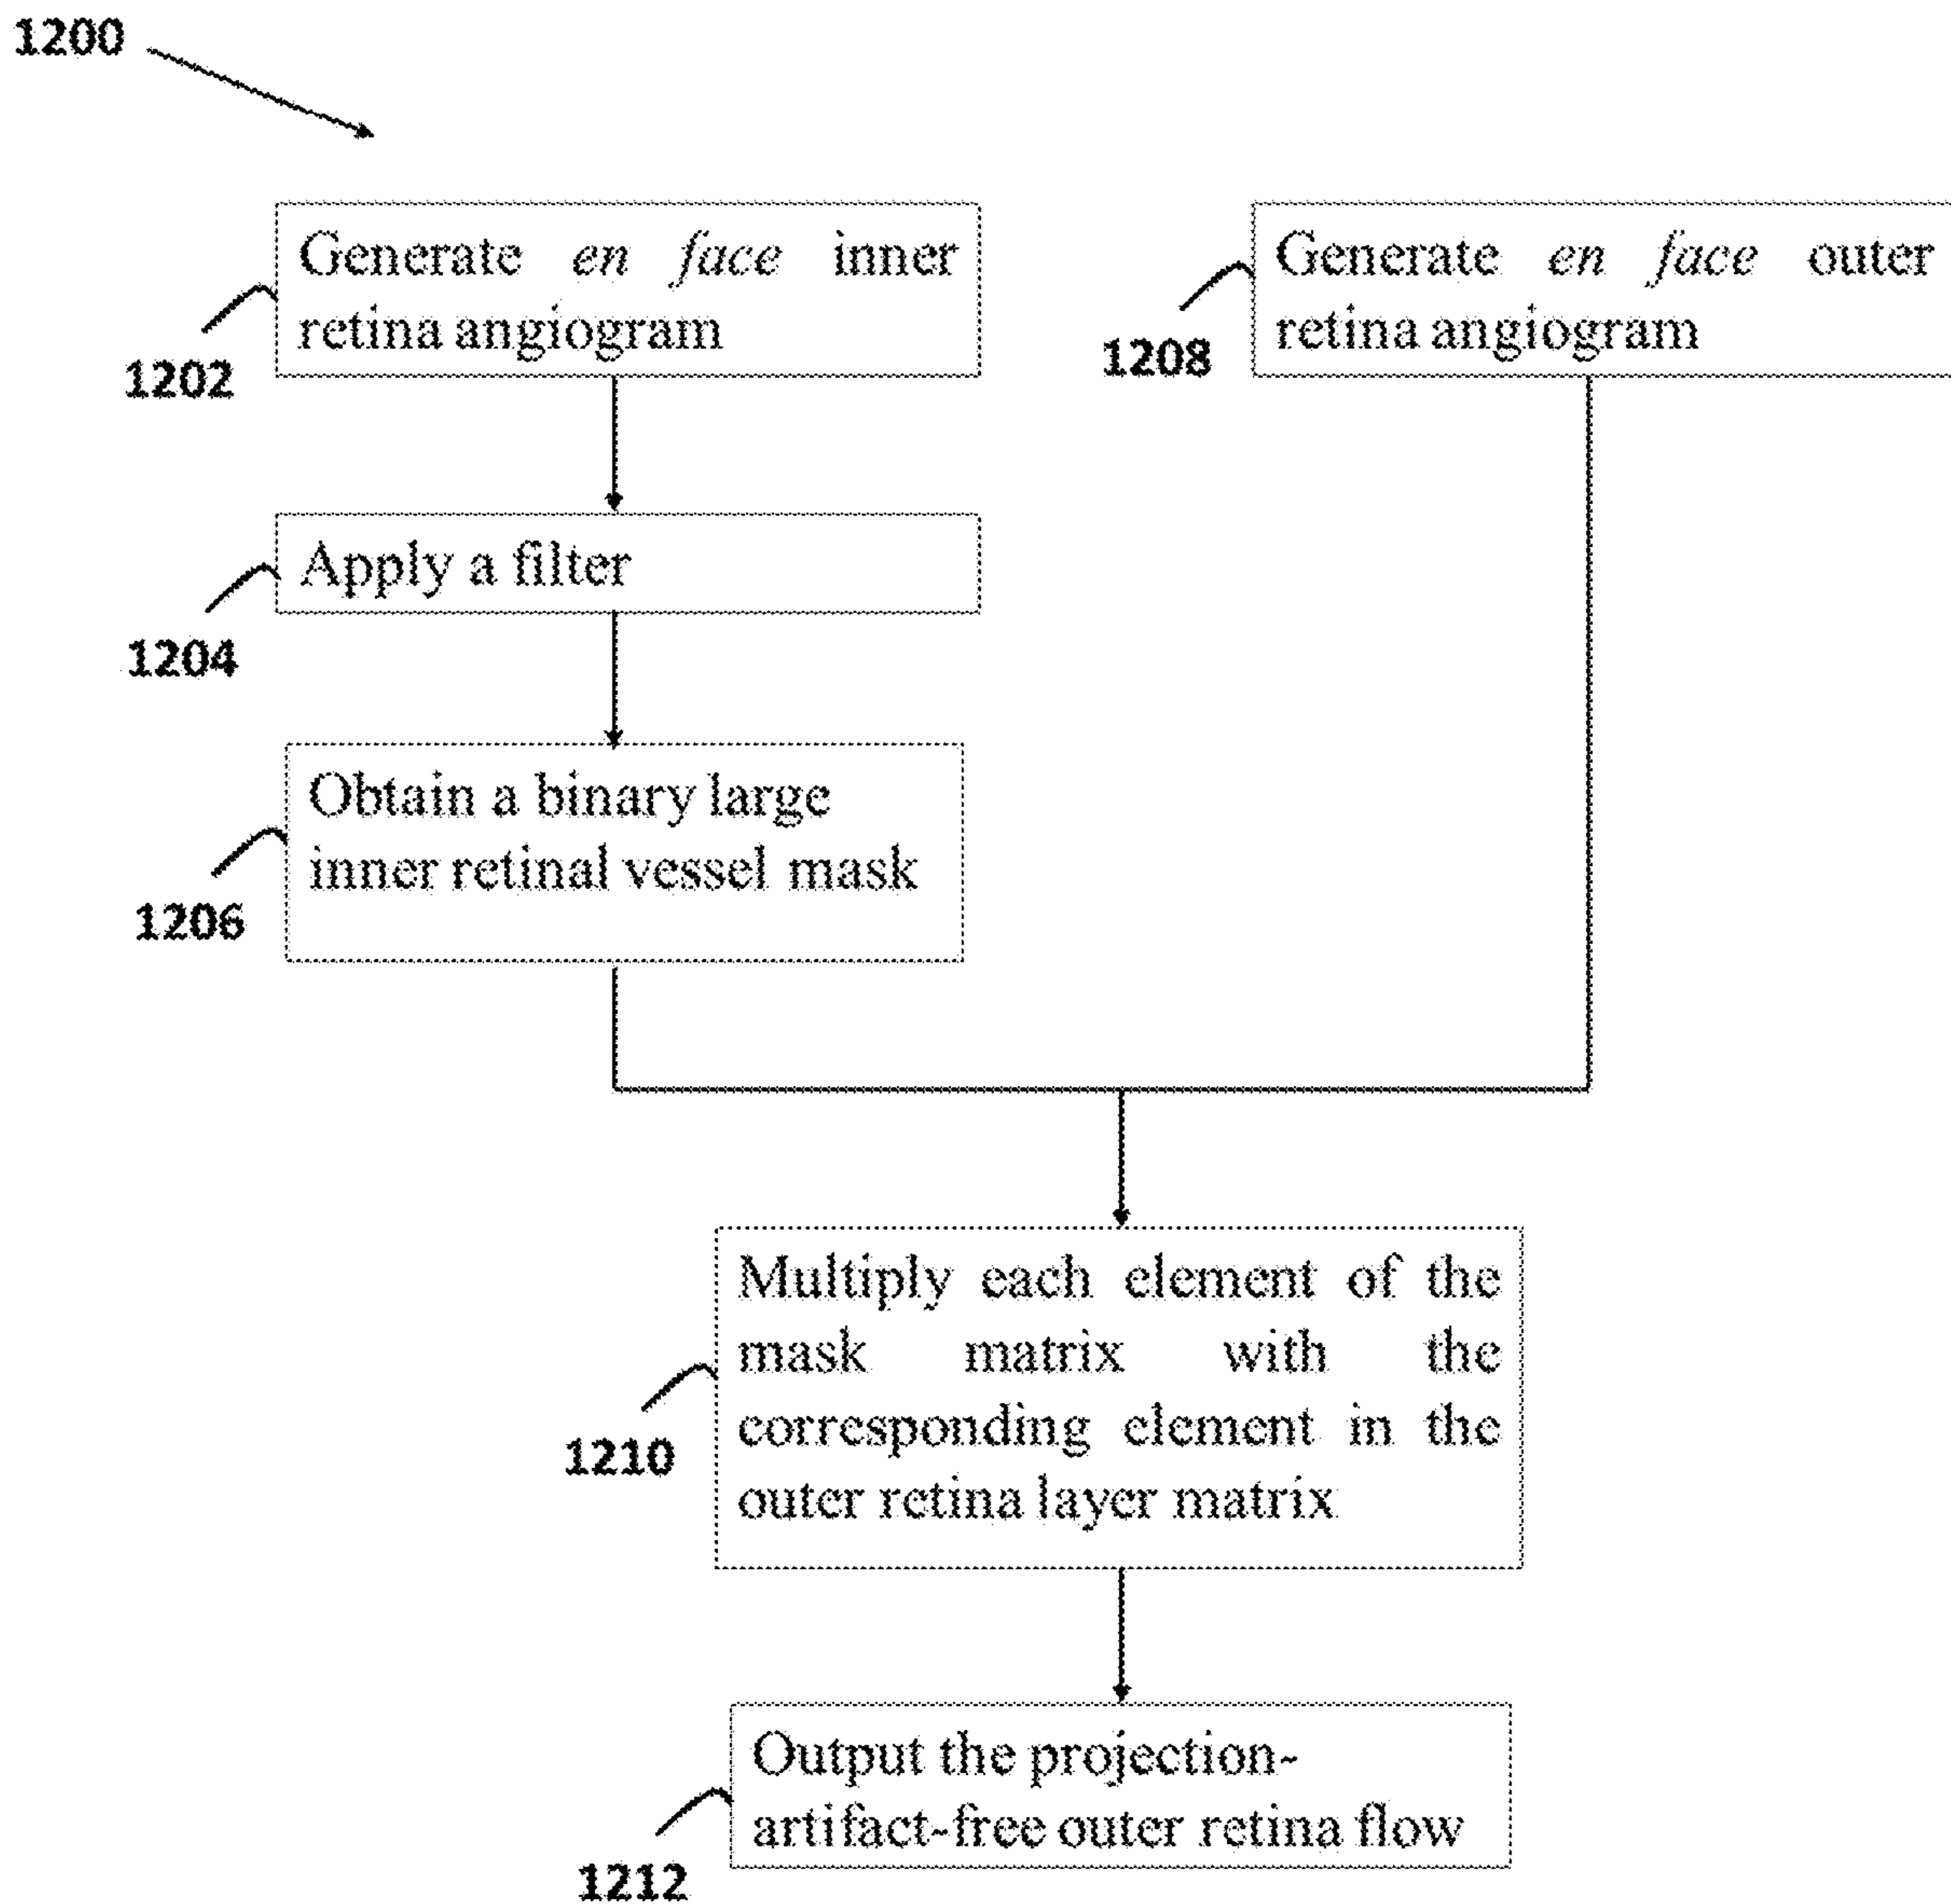 1200
Generate en face inner
retina angiogram
1202
Generate en face outer
retina angiogram
1208
Apply a filter
1204
Obtain a binary large
inner retinal vessel mask
1206
Multiply each element of the
mask matrix with the
corresponding element in the
outer retina layer matrix
1210
Output the projection-
artifact-free outer retina flow
1212